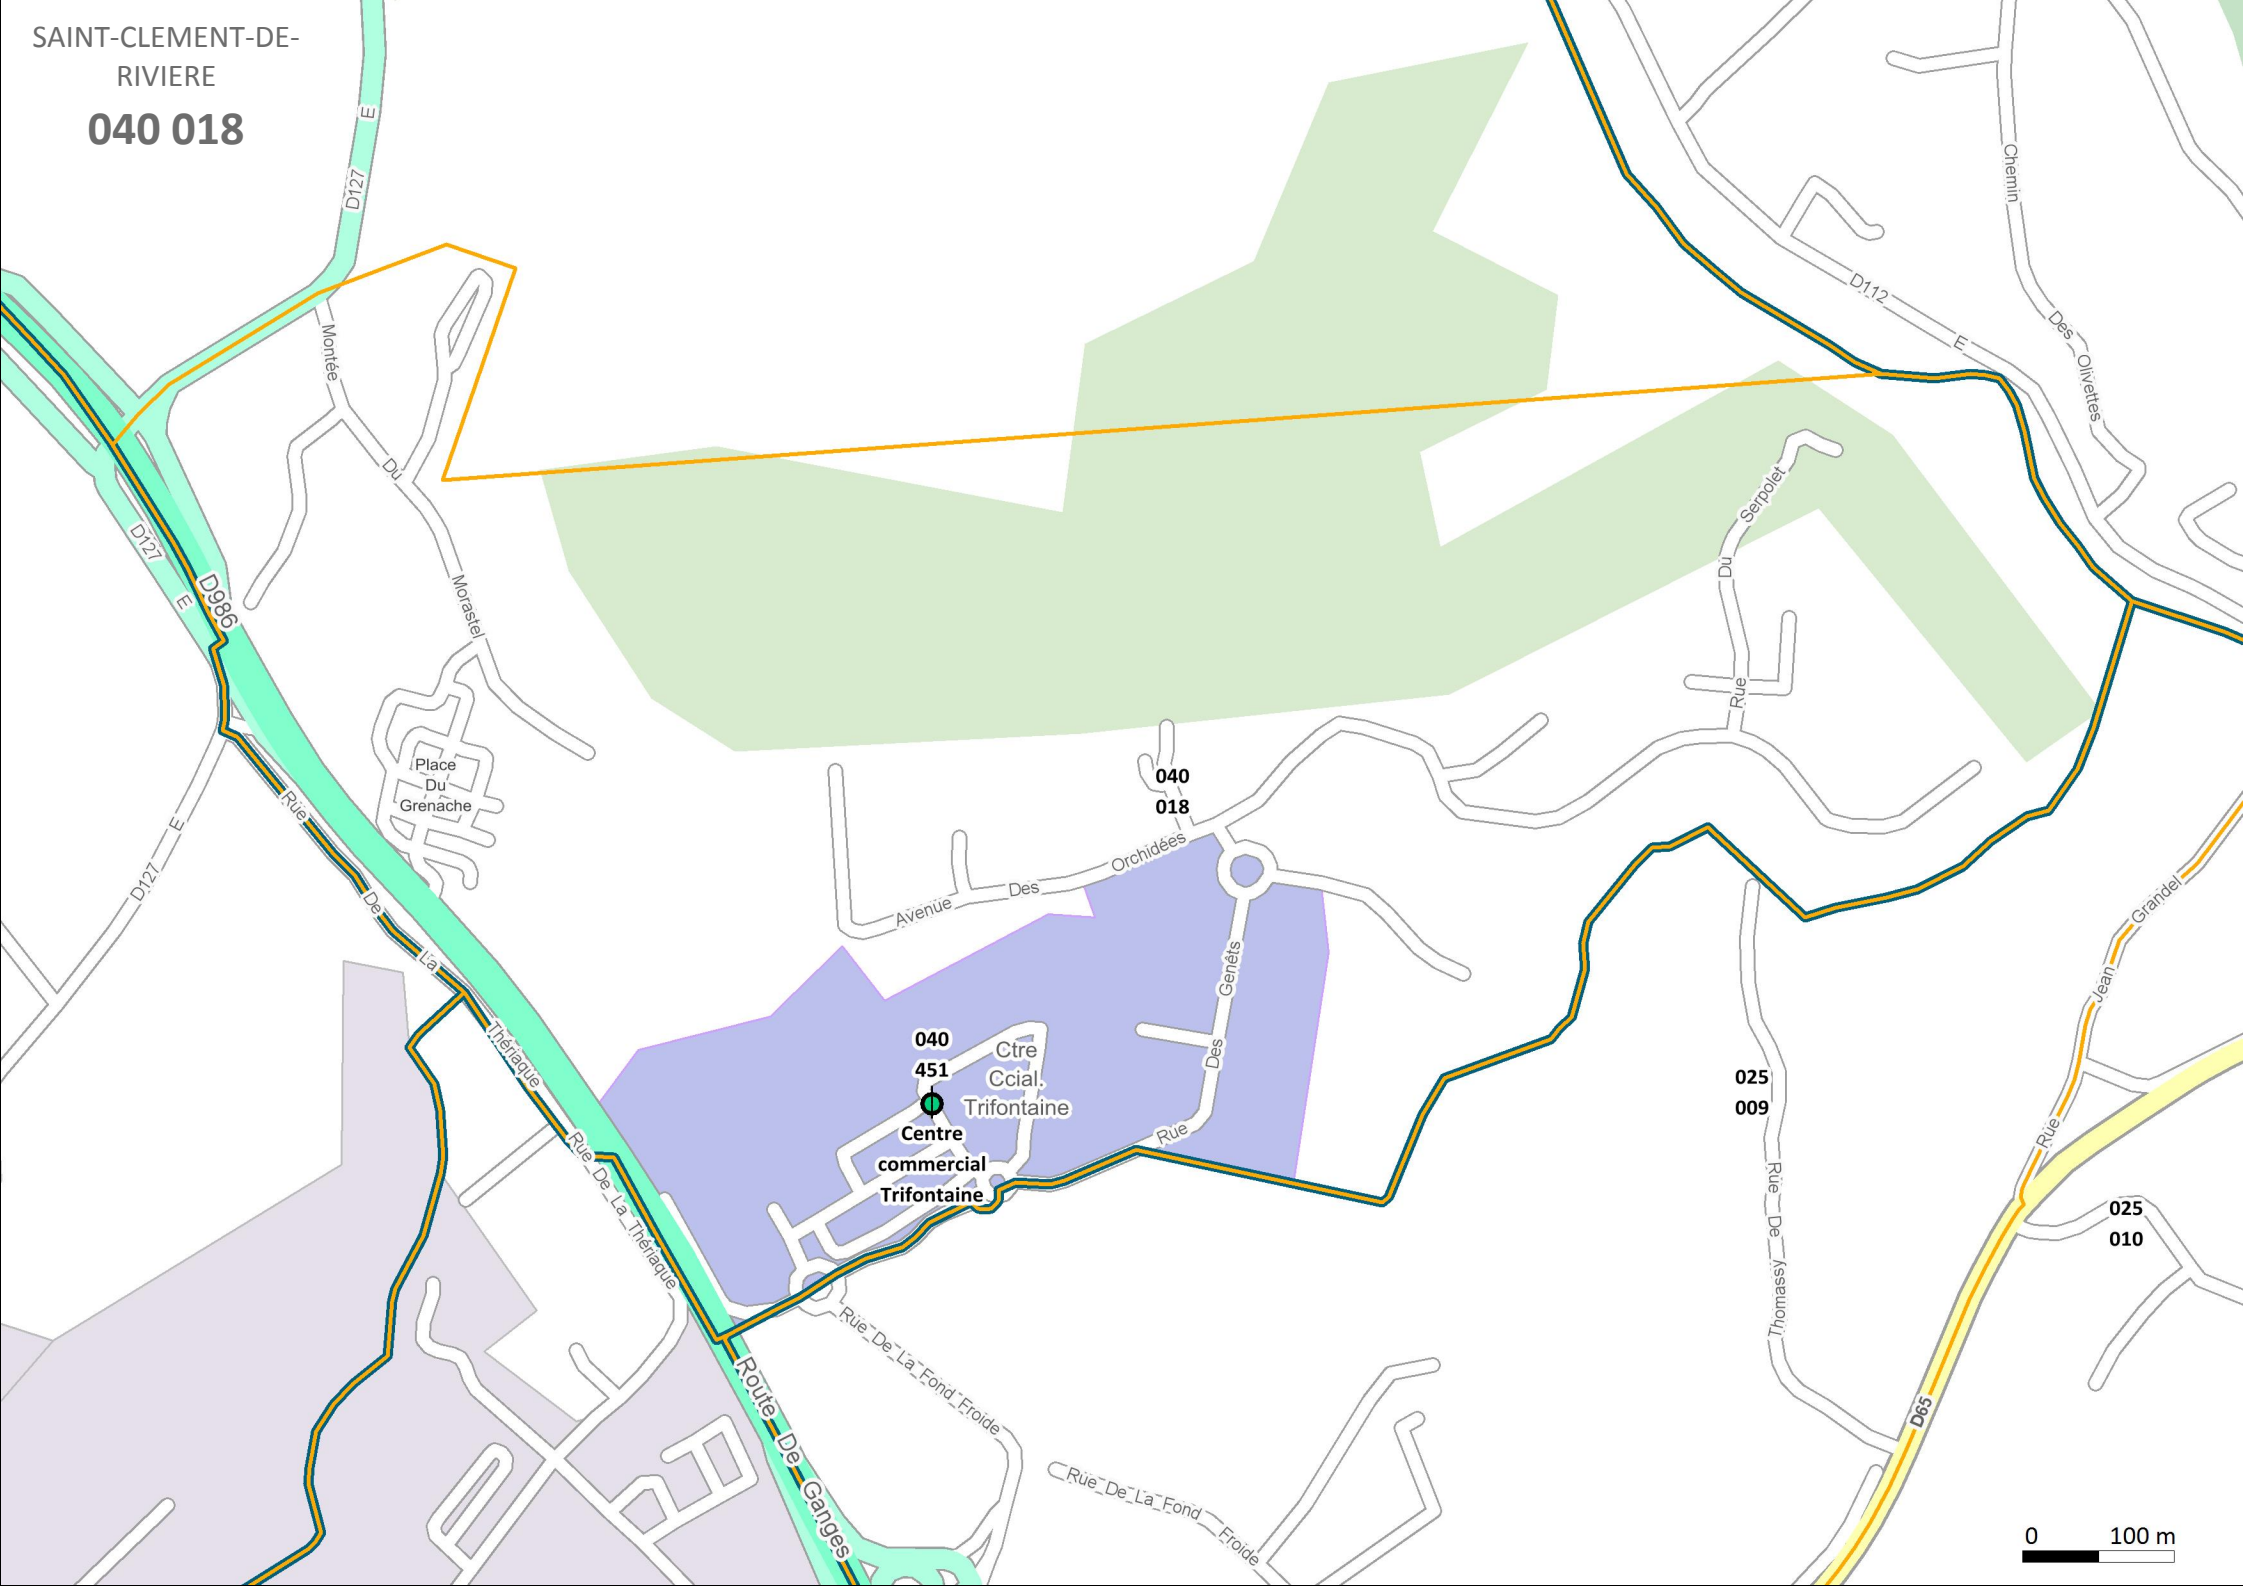 SAINT-CLEMENT-DE-
RIVIERE
040 018
E
D127
Chemin
D112
E
Des
Olivettes
Montée
Du
Morastel
D127
E
D986
Serpolet
Du
Rue
Place
Du
Grenache
040
018
Rue
De
La
Thériaque
E
D127
Avenue
Des
Orchidées
Grandel
Jean
Rue
Genêts
Des
Rue
040
451
Ctre
Ccial.
Trifontaine
Centre
commercial
Trifontaine
025
009
Rue De La Thériaque
Rue
De
Thomassy
025
010
Rue De La Fond Froide
Route
De
Ganges
D65
Rue De La Fond
Froide
0 100 m